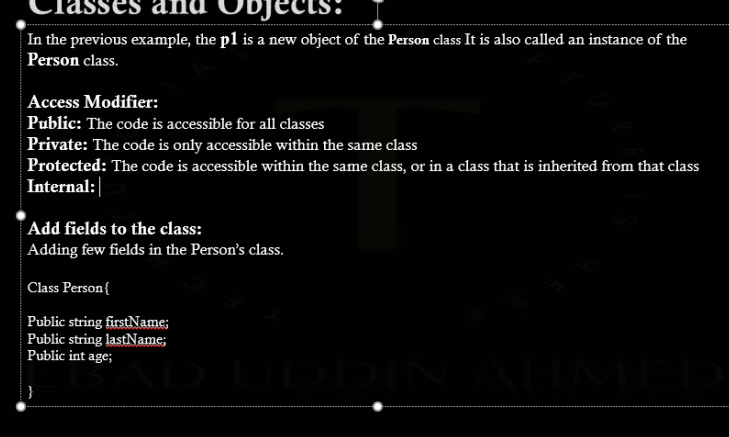 Classes and Objects:
In the previous example, the p1 is a new object of the Person class It is also called an instance of the
Person class.
Access Modifier:
Public: The code is accessible for all classes
Private: The code is only accessible within the same class
Protected: The code is accessible within the same class, or in a class that is inherited from that class
Internal:
Add fields to the class:
Adding few fields in the Person’s class.
Class Person{
Public string firstName;
Public string lastName;
Public int age;
}
EBAD UDDIN AHMED